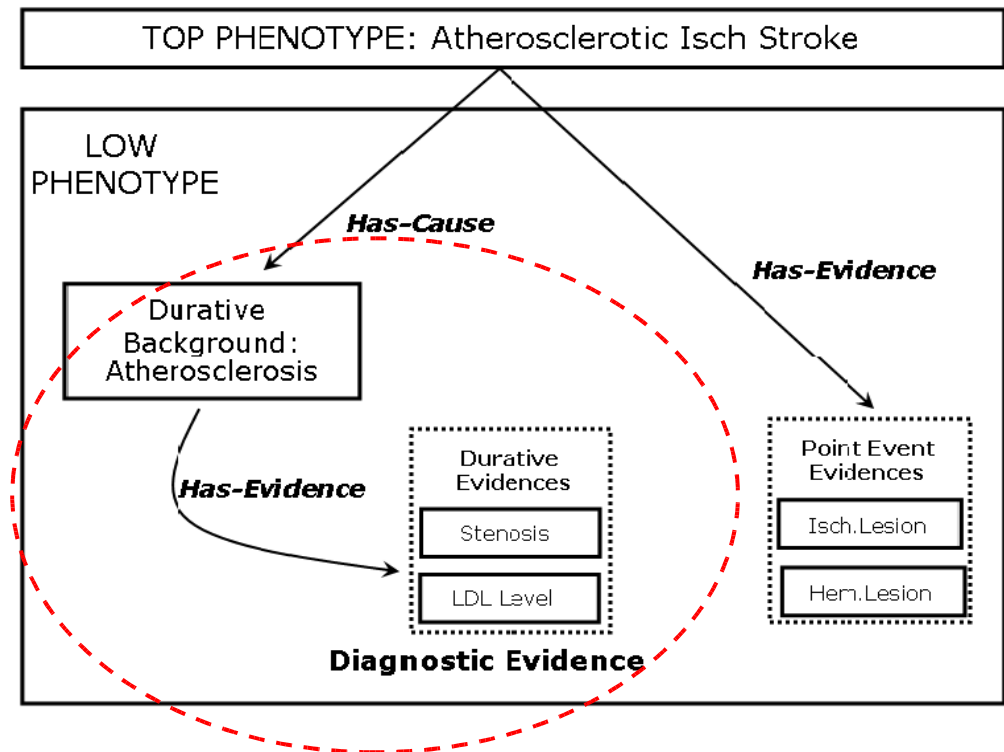 TOP PHENOTYPE: Atherosclerotic Isch Stroke
LOW
PHENOTYPE
Has-Cause
Has-Evidence
Durative
Background:
Atherosclerosis
Has-Evidence
Durative
Evidences
Stenosis
LDL Level
Diagnostic Evidence
Point Event
Evidences
Isch.Lesion
Hem.Lesion